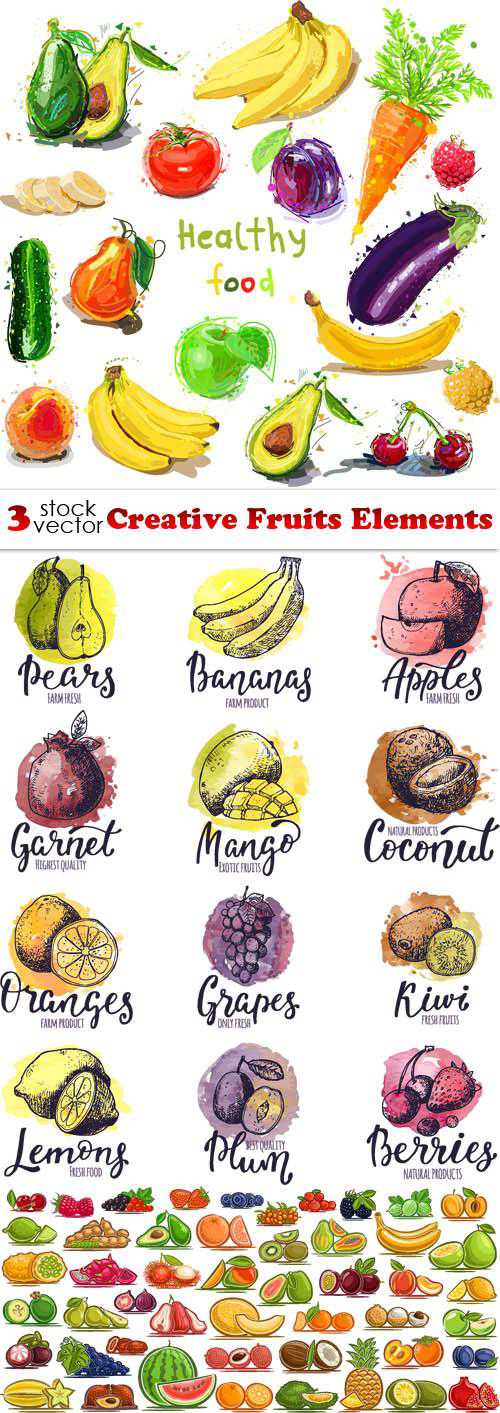 Healthy
food
3 stock vector Creative Fruits Elements
Pears
FARM FRESH
Bananas
FARM PRODUCT
Apples
FARM FRESH
Garnet
HIGHEST QUALITY
Mango
EXOTIC FRUITS
NATURAL PRODUCTS
Coconut
Oranges
FARM PRODUCT
Grapes
ONLY FRESH
Kiwi
FRESH FRUITS
Lemons
FRESH FOOD
BEST QUALITY
Plum
Berries
NATURAL PRODUCTS